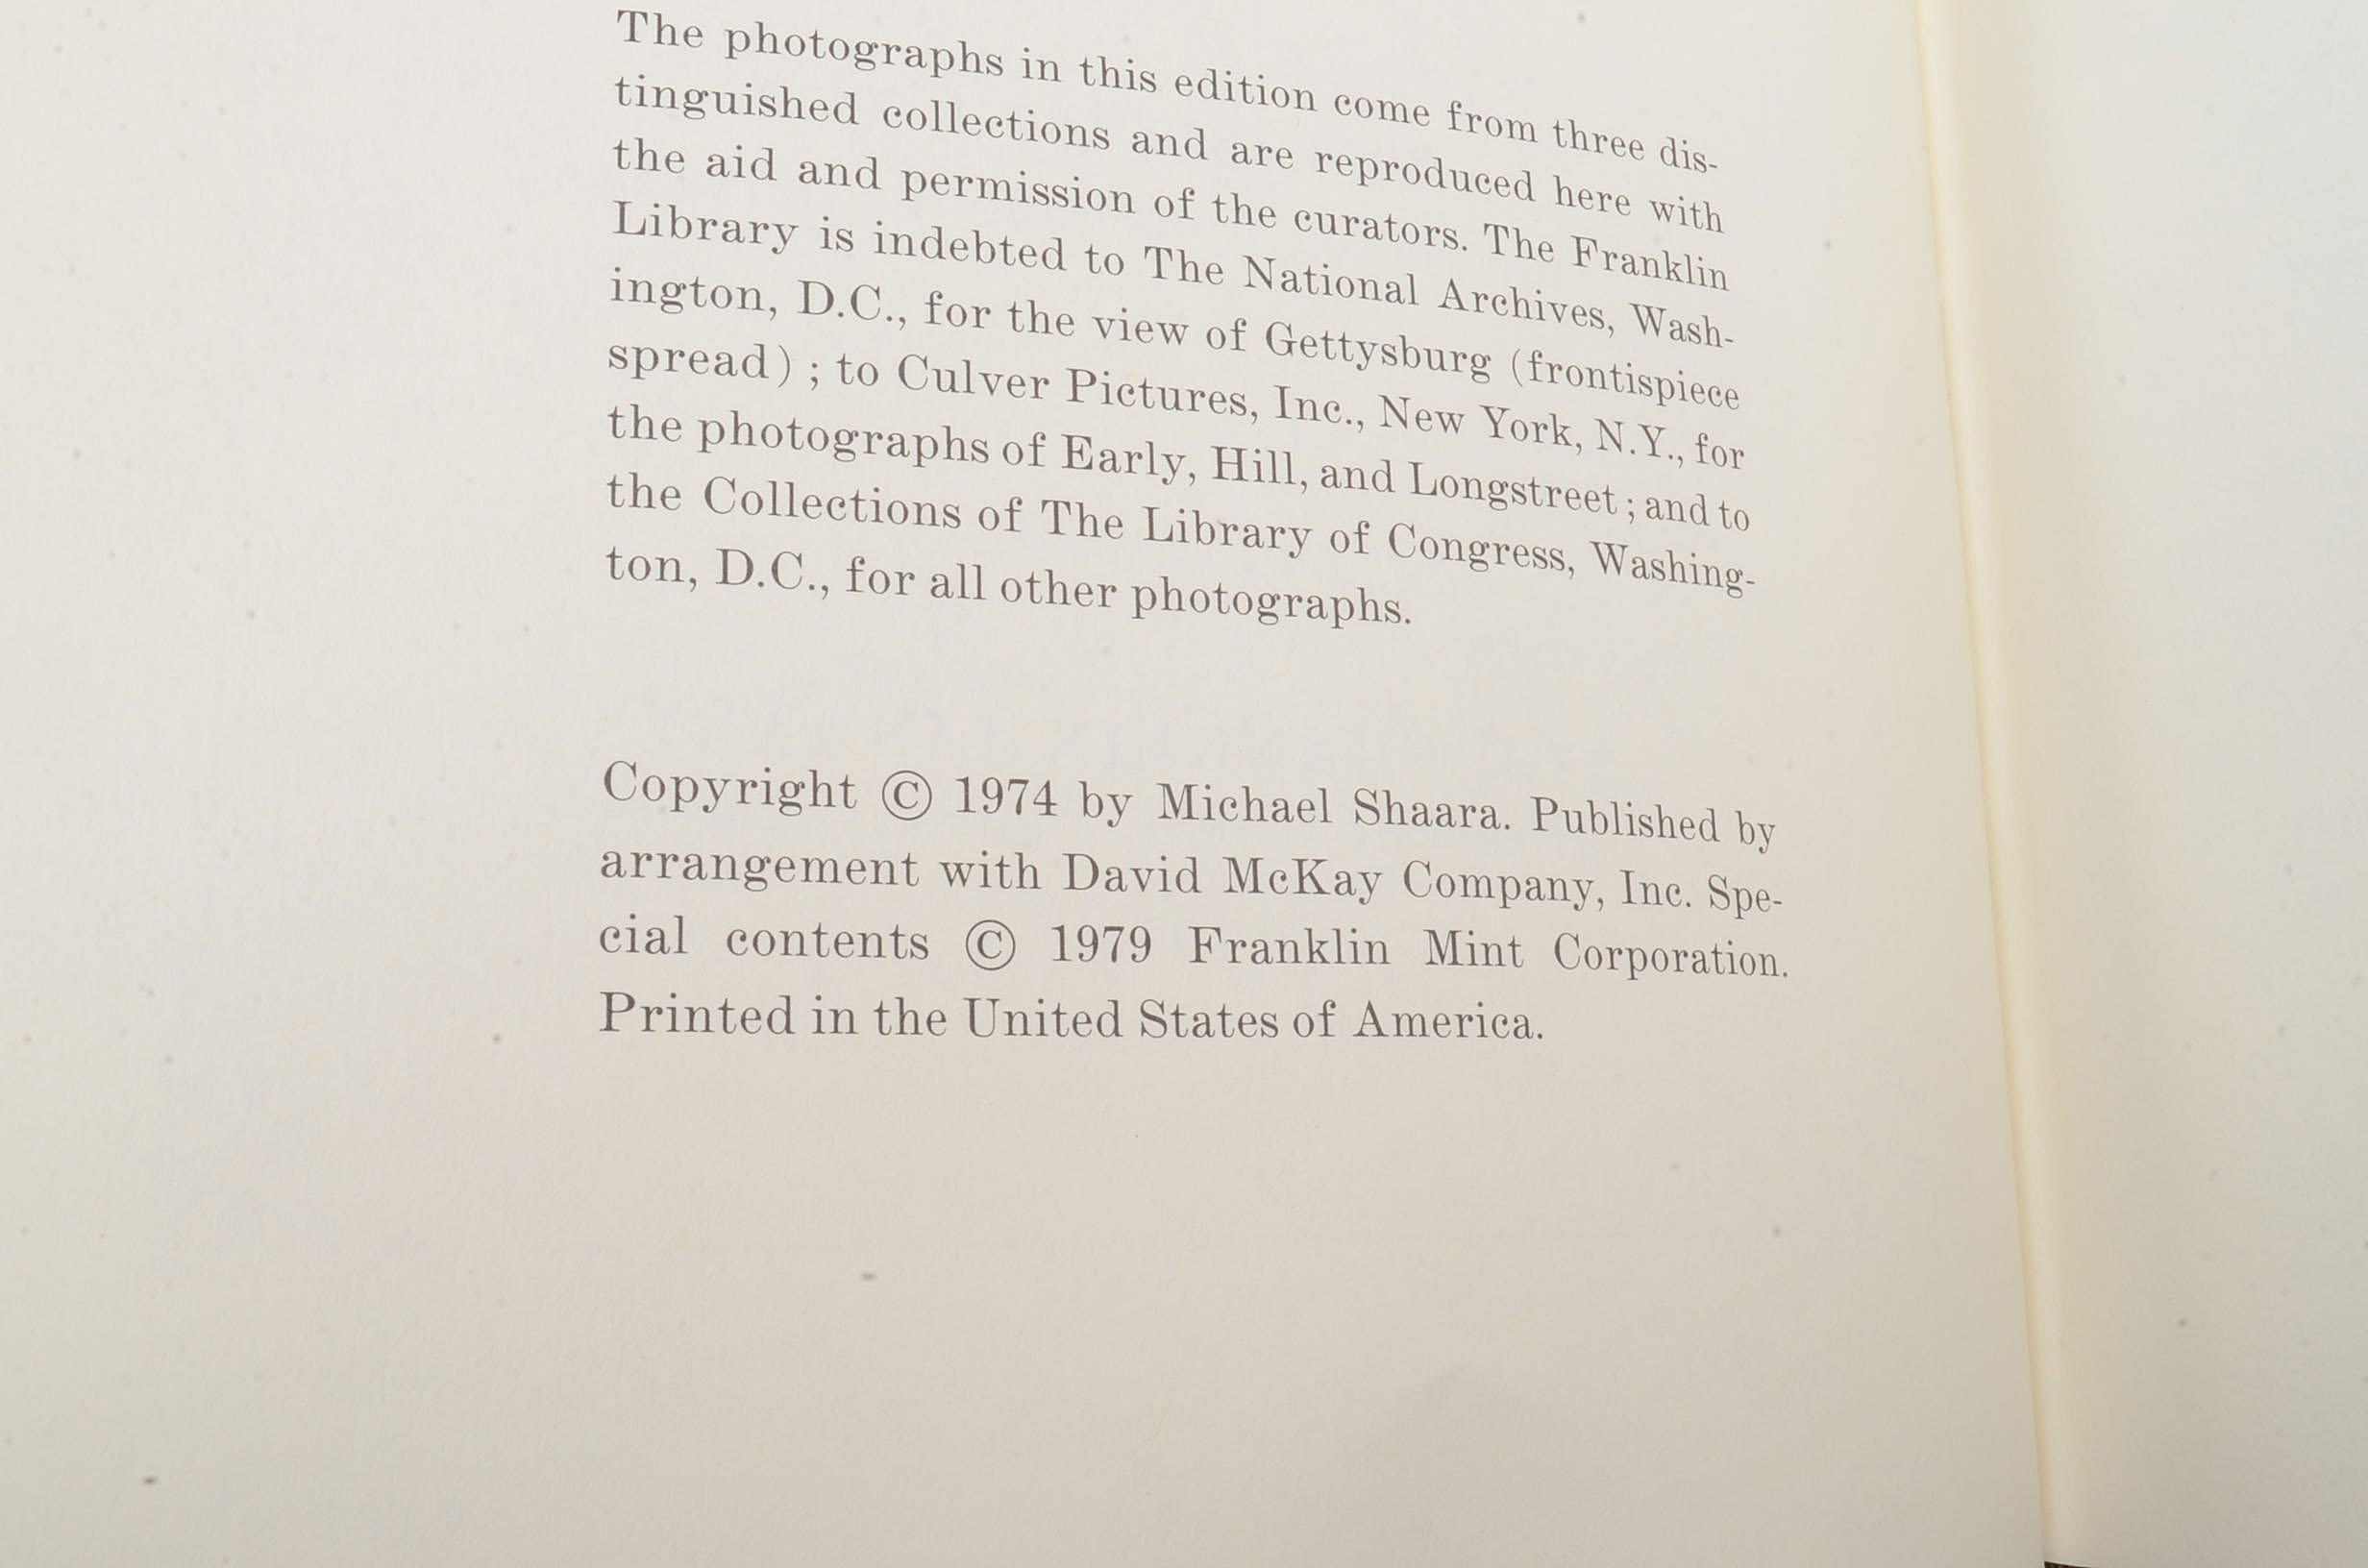 The photographs in this edition come from three dis-
tinguished collections and are reproduced here with
the aid and permission of the curators. The Franklin
Library is indebted to The National Archives, Wash-
ington, D.C., for the view of Gettysburg (frontispiece
spread) ; to Culver Pictures, Inc., New York, N.Y., for
the photographs of Early, Hill, and Longstreet ; and to
the Collections of The Library of Congress, Washing-
ton, D.C., for all other photographs.
Copyright © 1974 by Michael Shaara. Published by
arrangement with David McKay Company, Inc. Spe-
cial contents © 1979 Franklin Mint Corporation.
Printed in the United States of America.